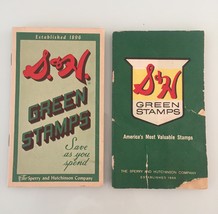 Established 1896
S&H.
GREEN
STAMPS
Save
as you
spend
The Sperry and Hutchinson Company
S&H
GREEN
STAMPS
America's Most Valuable Stamps
THE SPERRY AND HUTCHINSON COMPANY
ESTABLISHED 1896